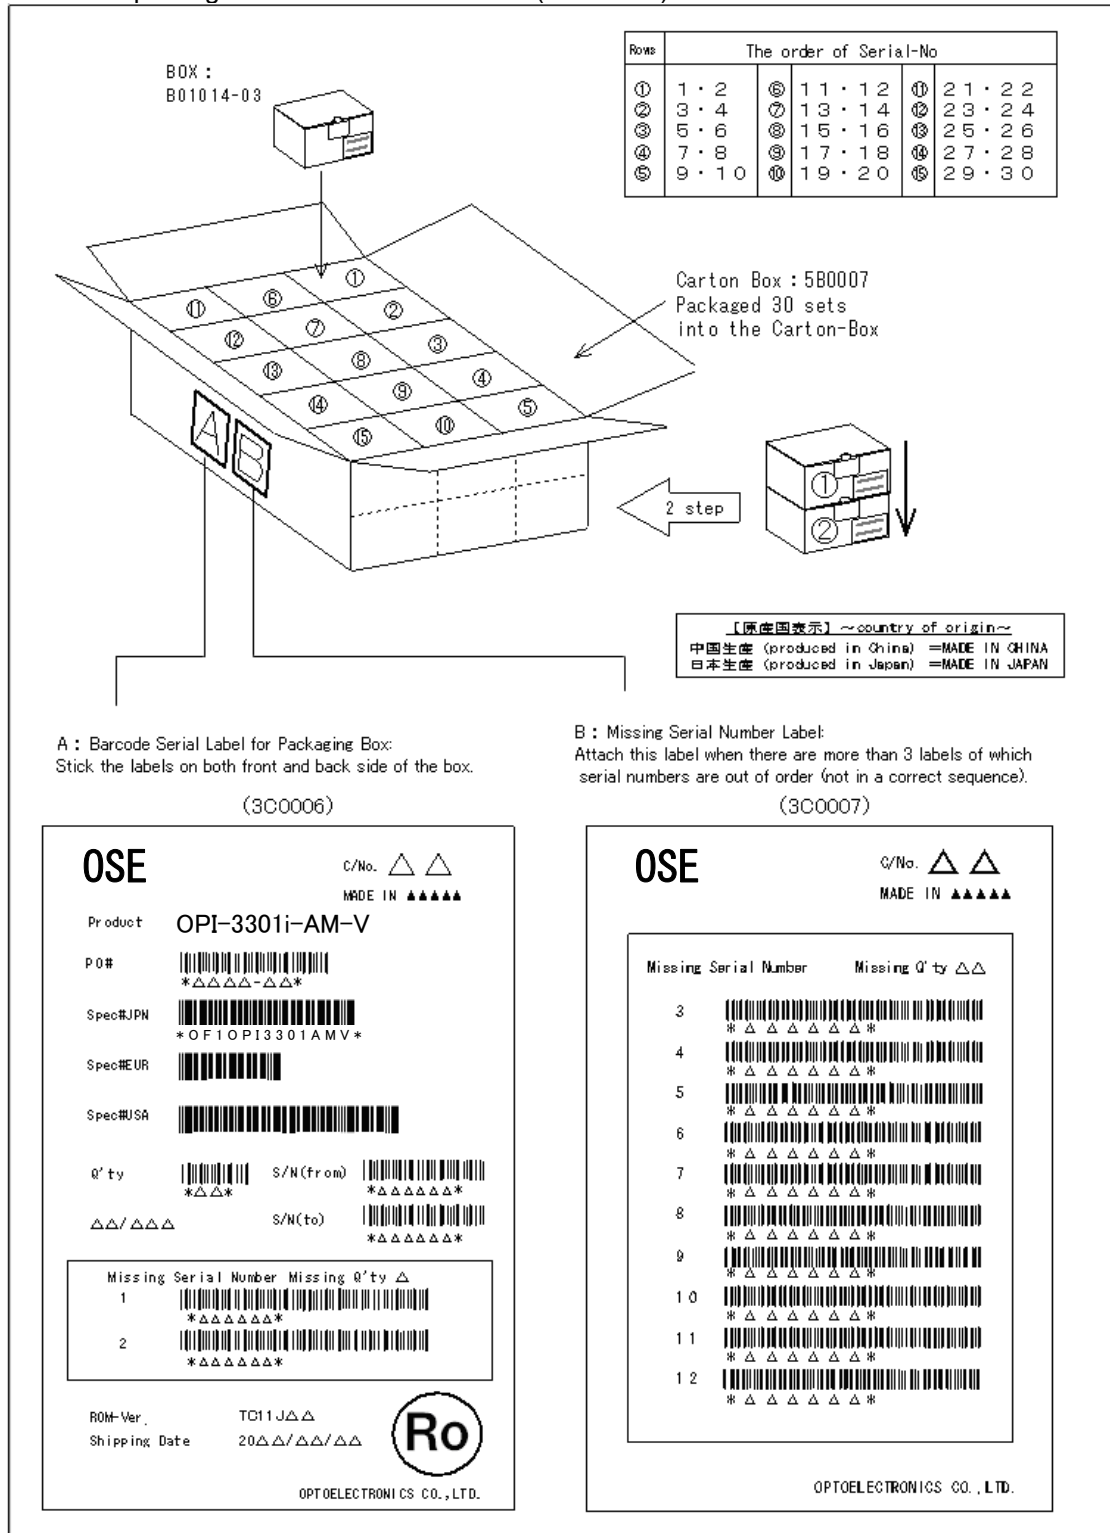 BOX：
B01014-03
Rows The order of Serial-No
① 1・2 ⑥ 11・12 ⑪ 21・22
② 3・4 ⑦ 13・14 ⑫ 23・24
③ 5・6 ⑧ 15・16 ⑬ 25・26
④ 7・8 ⑨ 17・18 ⑭ 27・28
⑤ 9・10 ⑩ 19・20 ⑮ 29・30
Carton Box：5B0007
Packaged 30 sets
into the Carton-Box
⑪ ⑥ ①
⑫ ⑦ ②
⑬ ⑧ ③
⑭ ⑨ ④
⑮ ⑩ ⑤
A B
2 step
①
②
【原産国表示】～country of origin～
中国生産 (produced in China) =MADE IN CHINA
日本生産 (produced in Japan) =MADE IN JAPAN
A：Barcode Serial Label for Packaging Box:
Stick the labels on both front and back side of the box.
(3C0006)
OSE
C/No. △ △
MADE IN ▲▲▲▲▲
Product OPI-3301i-AM-V
PO#
*△△△△-△△*
Spec#JPN
*OF1OPI3301AMV*
Spec#EUR
Spec#USA
Q'ty S/N(from)
*△△* *△△△△△△*
△△/△△△ S/N(to)
*△△△△△△*
Missing Serial Number Missing Q'ty △
1
*△△△△△△*
2
*△△△△△△*
ROM-Ver. TC11J△△
Shipping Date 20△△/△△/△△
Ro
OPTOELECTRONICS CO.,LTD.
B：Missing Serial Number Label:
Attach this label when there are more than 3 labels of which
serial numbers are out of order (not in a correct sequence).
(3C0007)
OSE
C/No. △ △
MADE IN ▲▲▲▲▲
Missing Serial Number Missing Q'ty △△
3
* △ △ △ △ △ △ *
4
* △ △ △ △ △ △ *
5
* △ △ △ △ △ △ *
6
* △ △ △ △ △ △ *
7
* △ △ △ △ △ △ *
8
* △ △ △ △ △ △ *
9
* △ △ △ △ △ △ *
10
* △ △ △ △ △ △ *
11
* △ △ △ △ △ △ *
12
* △ △ △ △ △ △ *
OPTOELECTRONICS CO.,LTD.